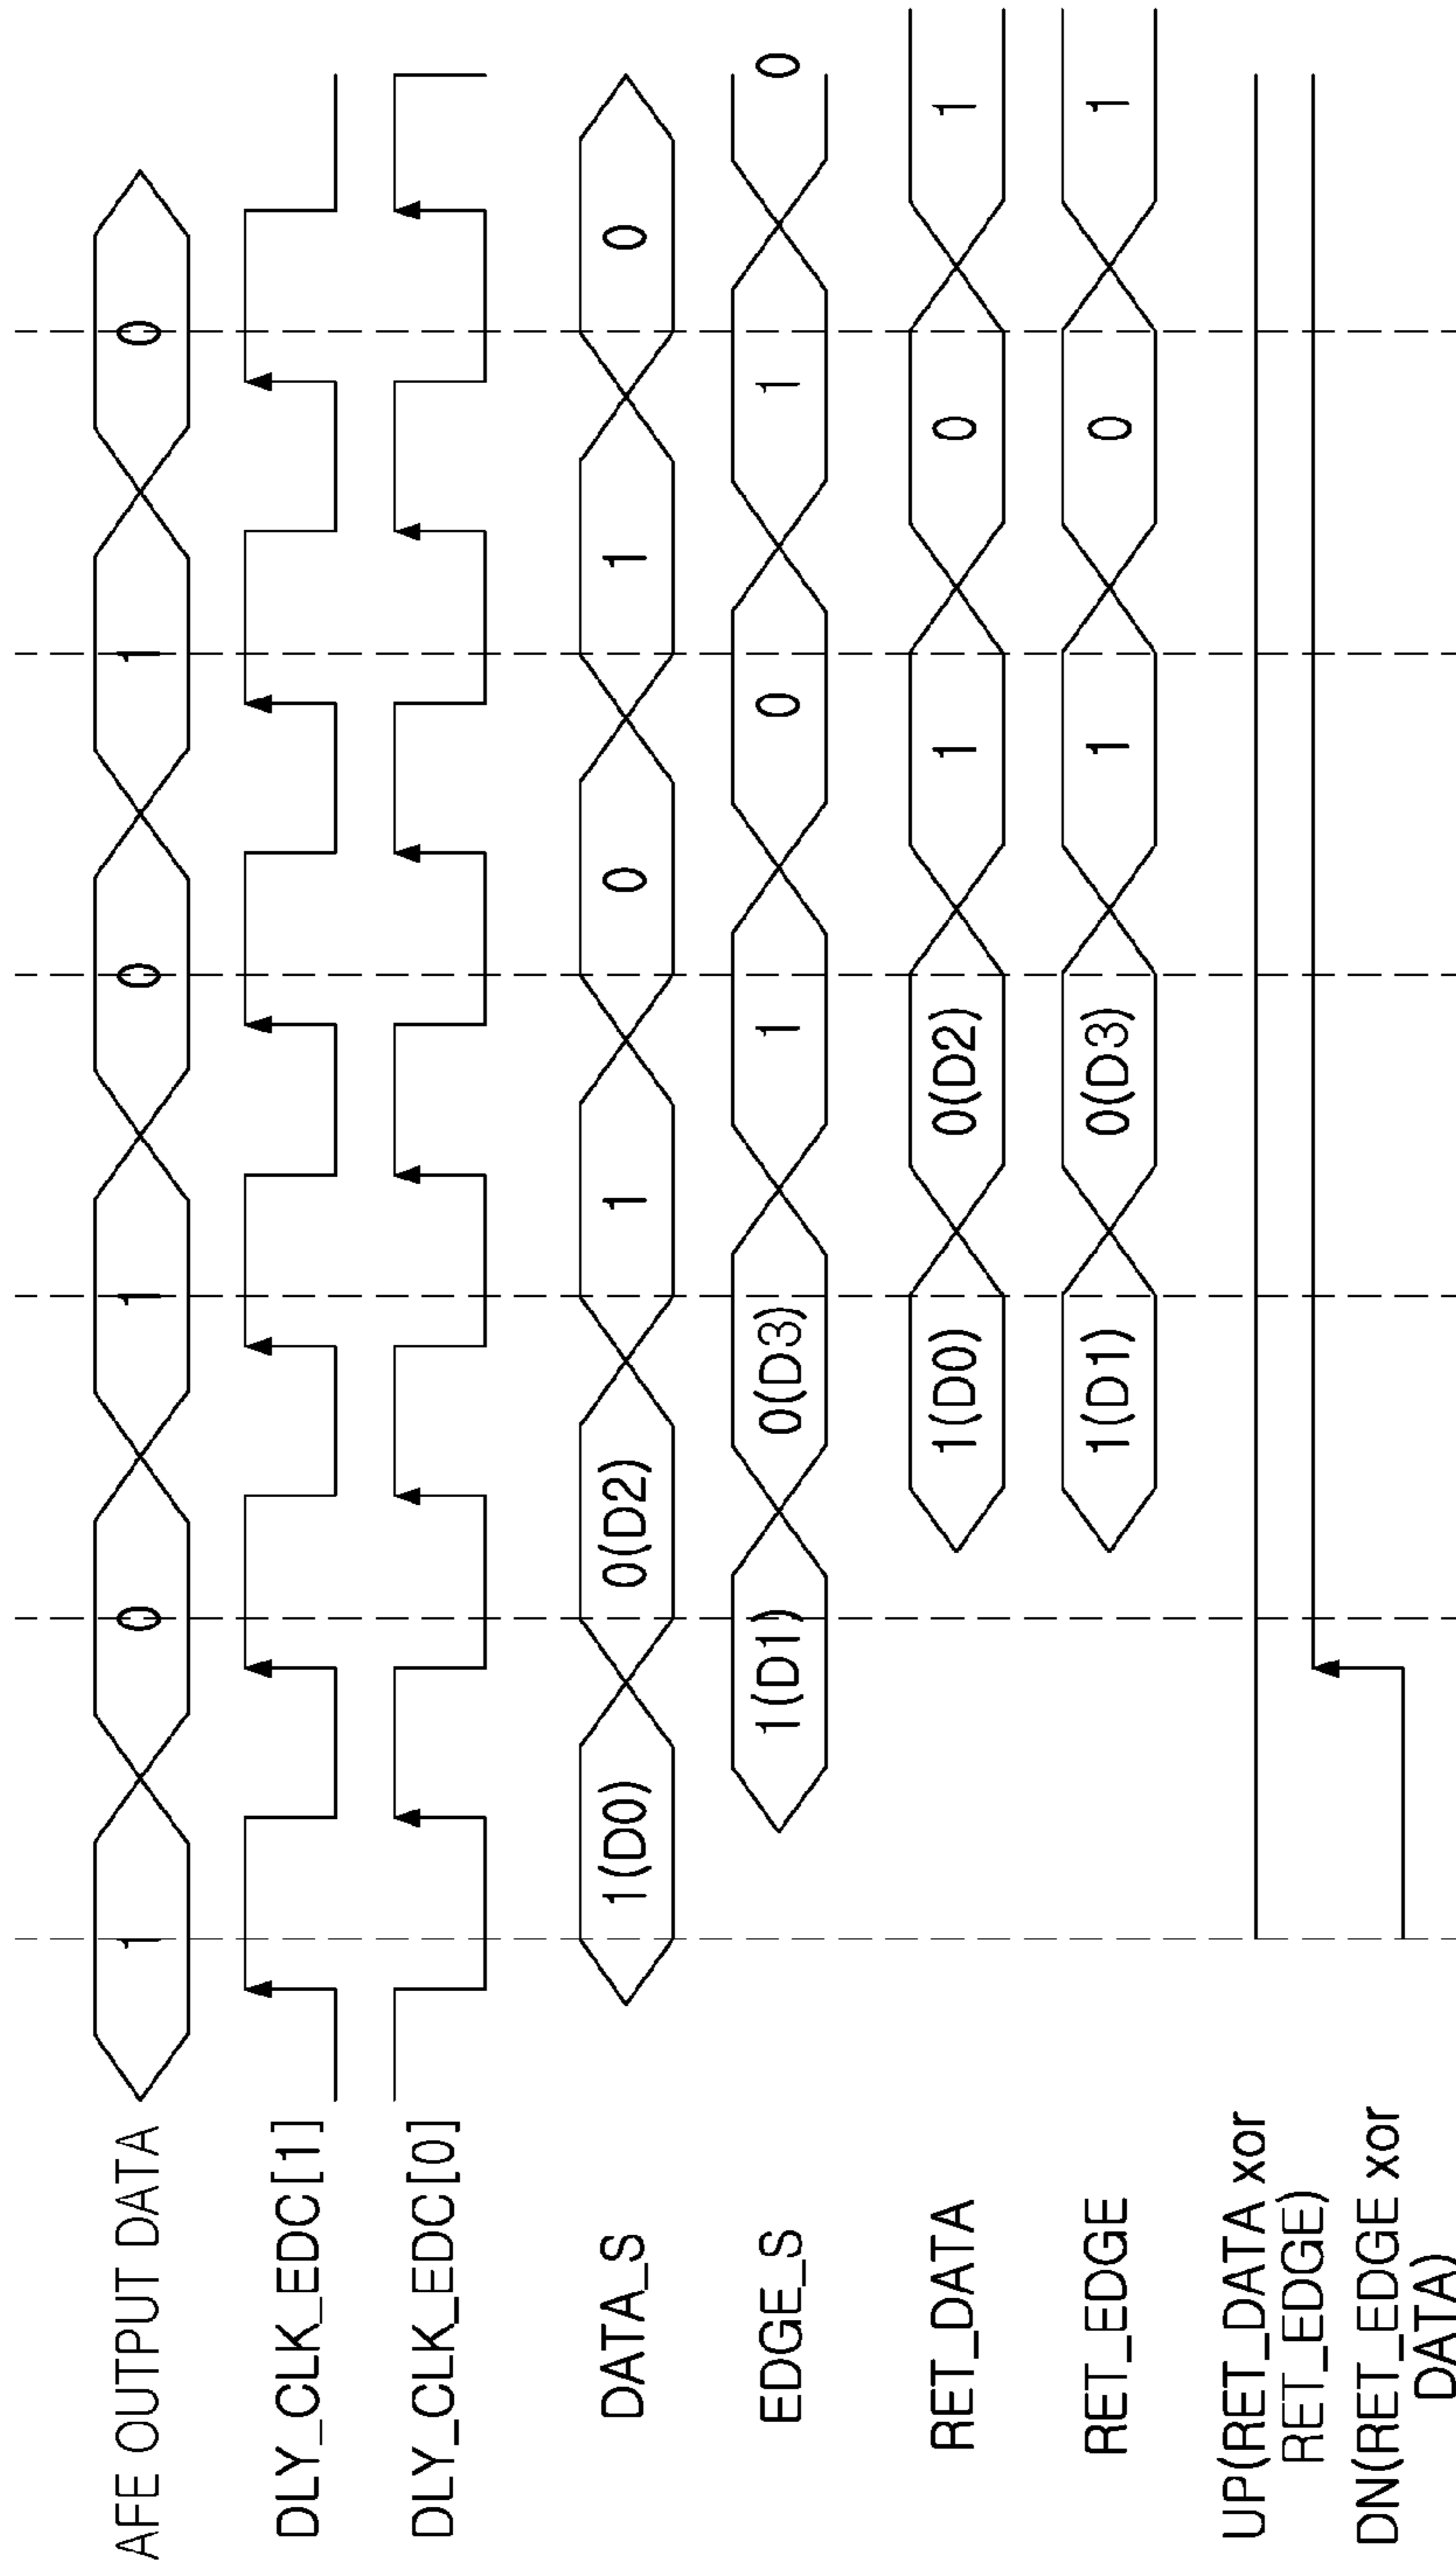 AFE OUTPUT DATA 1 0 1 0 1 0
DLY_CLK_EDC[1]
DLY_CLK_EDC[0]
DATA_S 1(D0) 0(D2) 1 0 1 0
EDGE_S 1(D1) 0(D3) 1 0 1 0
RET_DATA 1(D0) 0(D2) 1 0 1
RET_EDGE 1(D1) 0(D3) 1 0 1
UP(RET_DATA xor
RET_EDGE)
DN(RET_EDGE xor
DATA)